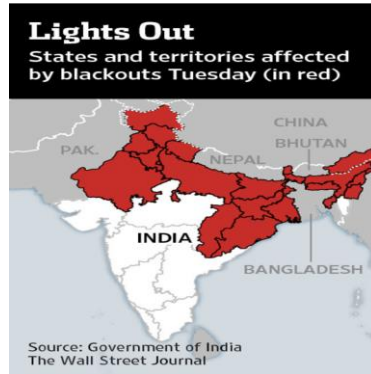 Lights Out
States and territories affected
by blackouts Tuesday (in red)
CHINA
BHUTAN
PAK.
NEPAL
INDIA
BANGLADESH
Source: Government of India
The Wall Street Journal